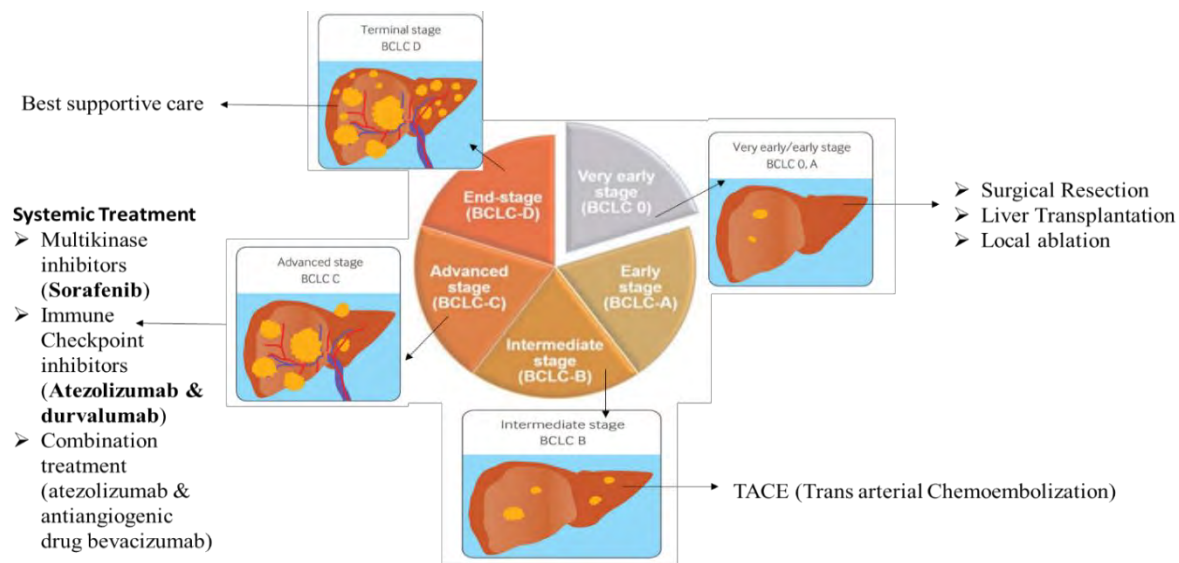 Terminal stage
BCLC D
Best supportive care
Very early
stage
(BCLC 0)
End-stage
(BCLC-D)
Advanced
stage
(BCLC-C)
Early
stage
(BCLC-A)
Intermediate
stage
(BCLC-B)
Very early/early stage
BCLC 0, A
➢ Surgical Resection
➢ Liver Transplantation
➢ Local ablation
Systemic Treatment
➢ Multikinase
inhibitors
(Sorafenib)
➢ Immune
Checkpoint
inhibitors
(Atezolizumab &
durvalumab)
➢ Combination
treatment
(atezolizumab &
antiangiogenic
drug bevacizumab)
Advanced stage
BCLC C
Intermediate stage
BCLC B
TACE (Trans arterial Chemoembolization)